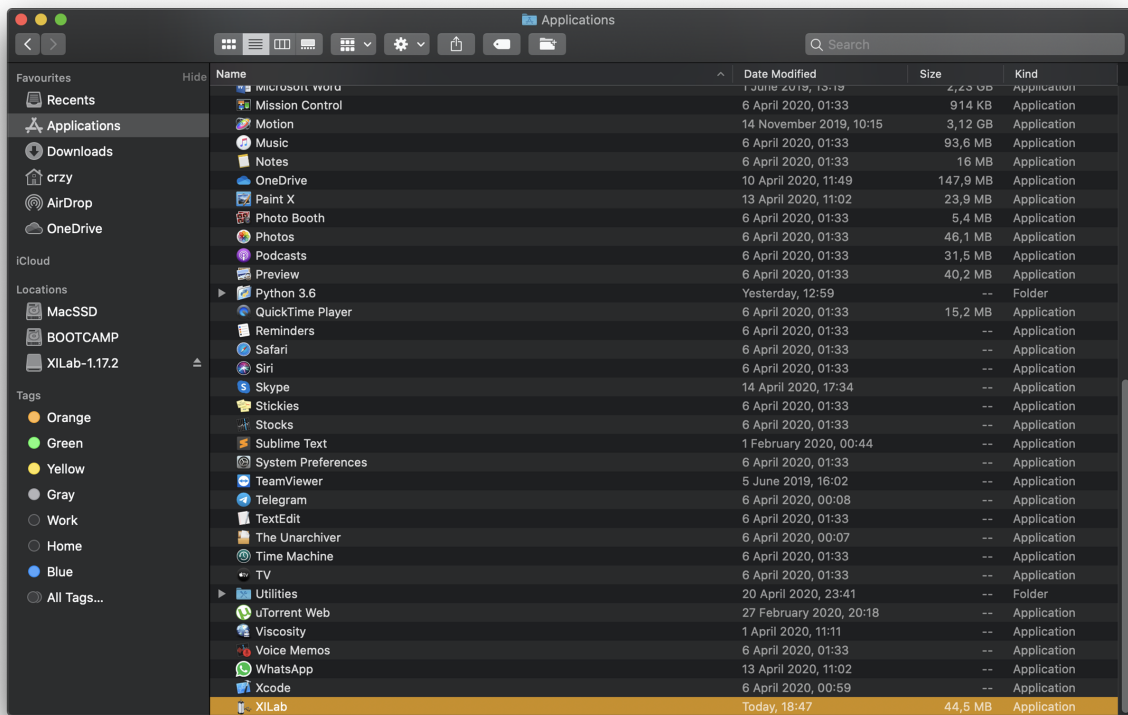 Applications
Search
Favourites Hide
Recents
Applications
Downloads
crzy
AirDrop
OneDrive
iCloud
Locations
MacSSD
BOOTCAMP
XILab-1.17.2
Tags
Orange
Green
Yellow
Gray
Work
Home
Blue
All Tags...
Name Date Modified Size Kind
Microsoft Word 1 June 2019, 13:19 2,23 GB Application
Mission Control 6 April 2020, 01:33 914 KB Application
Motion 14 November 2019, 10:15 3,12 GB Application
Music 6 April 2020, 01:33 93,6 MB Application
Notes 6 April 2020, 01:33 16 MB Application
OneDrive 10 April 2020, 11:49 147,9 MB Application
Paint X 13 April 2020, 11:02 23,9 MB Application
Photo Booth 6 April 2020, 01:33 5,4 MB Application
Photos 6 April 2020, 01:33 46,1 MB Application
Podcasts 6 April 2020, 01:33 31,5 MB Application
Preview 6 April 2020, 01:33 40,2 MB Application
Python 3.6 Yesterday, 12:59 -- Folder
QuickTime Player 6 April 2020, 01:33 15,2 MB Application
Reminders 6 April 2020, 01:33 -- Application
Safari 6 April 2020, 01:33 -- Application
Siri 6 April 2020, 01:33 -- Application
Skype 14 April 2020, 17:34 -- Application
Stickies 6 April 2020, 01:33 -- Application
Stocks 6 April 2020, 01:33 -- Application
Sublime Text 1 February 2020, 00:44 -- Application
System Preferences 6 April 2020, 01:33 -- Application
TeamViewer 5 June 2019, 16:02 -- Application
Telegram 6 April 2020, 00:08 -- Application
TextEdit 6 April 2020, 01:33 -- Application
The Unarchiver 6 April 2020, 00:07 -- Application
Time Machine 6 April 2020, 01:33 -- Application
TV 6 April 2020, 01:33 -- Application
Utilities 20 April 2020, 23:41 -- Folder
uTorrent Web 27 February 2020, 20:18 -- Application
Viscosity 1 April 2020, 11:11 -- Application
Voice Memos 6 April 2020, 01:33 -- Application
WhatsApp 13 April 2020, 11:02 -- Application
Xcode 6 April 2020, 00:59 -- Application
XILab Today, 18:47 44,5 MB Application